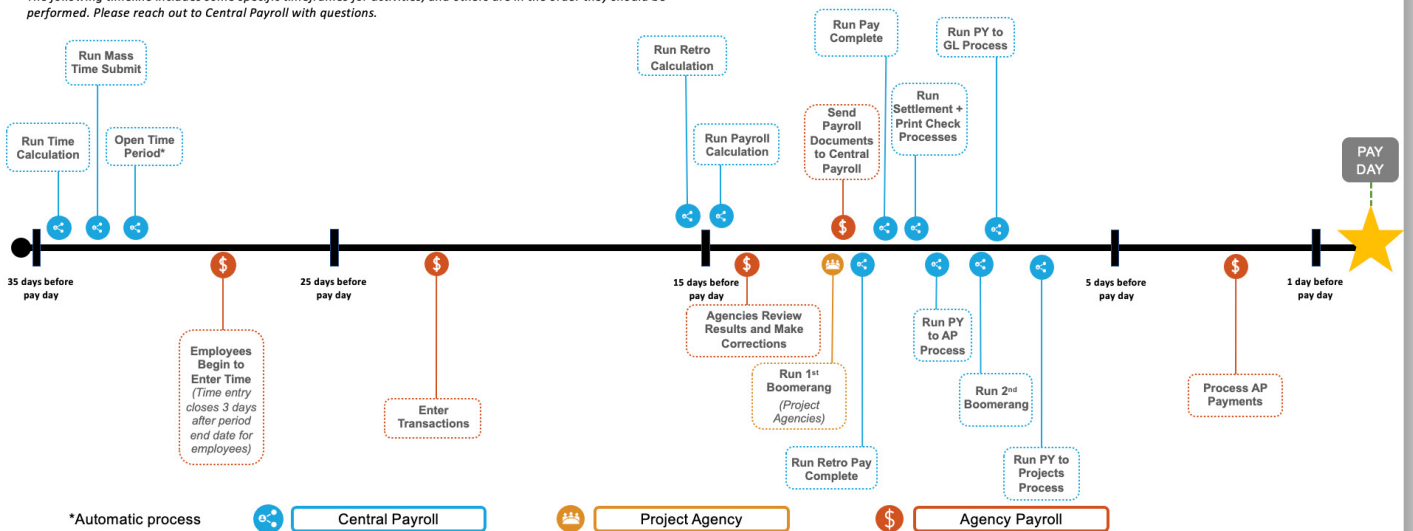 performed. Please reach out to Central Payroll with questions.
Run Mass
Time Submit
Run Time
Calculation
Open Time
Period*
Run Retro
Calculation
Run Payroll
Calculation
Run Pay
Complete
Send
Payroll
Documents
to Central
Payroll
Run
Settlement +
Print Check
Processes
Run PY to
GL Process
PAY
DAY
35 days before
pay day
25 days before
pay day
15 days before
pay day
5 days before
pay day
1 day before
pay day
Employees
Begin to
Enter Time
(Time entry
closes 3 days
after period
end date for
employees)
Enter
Transactions
Agencies Review
Results and Make
Corrections
Run 1st
Boomerang
(Project
Agencies)
Run Retro Pay
Complete
Run PY
to AP
Process
Run 2nd
Boomerang
Run PY to
Projects
Process
Process AP
Payments
*Automatic process
Central Payroll
Project Agency
Agency Payroll